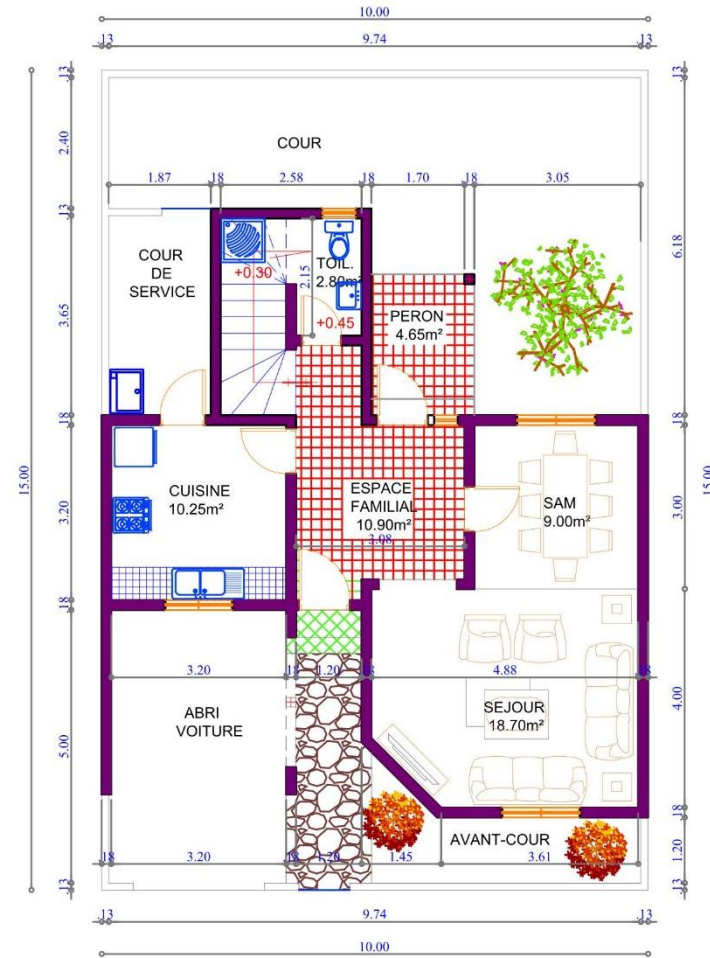 10.00
.13
9.74
.13
.13
.13
2.40
COUR
1.87
.18
2.58
.18
1.70
.18
3.05
.13
6.18
COUR
DE
SERVICE
+0.30
2.15
TOIL.
2.80m²
+0.45
PERON
4.65m²
3.65
.18
.18
15.00
15.00
CUISINE
10.25m²
3.20
ESPACE
FAMILIAL
10.90m²
3.08
SAM
9.00m²
3.00
.18
3.20
.18
1.20
.18
4.88
.18
ABRI
VOITURE
5.00
SEJOUR
18.70m²
4.00
.18
AVANT-COUR
.18
3.20
.18
1.20
1.45
3.61
1.20
.13
.13
.13
9.74
.13
10.00